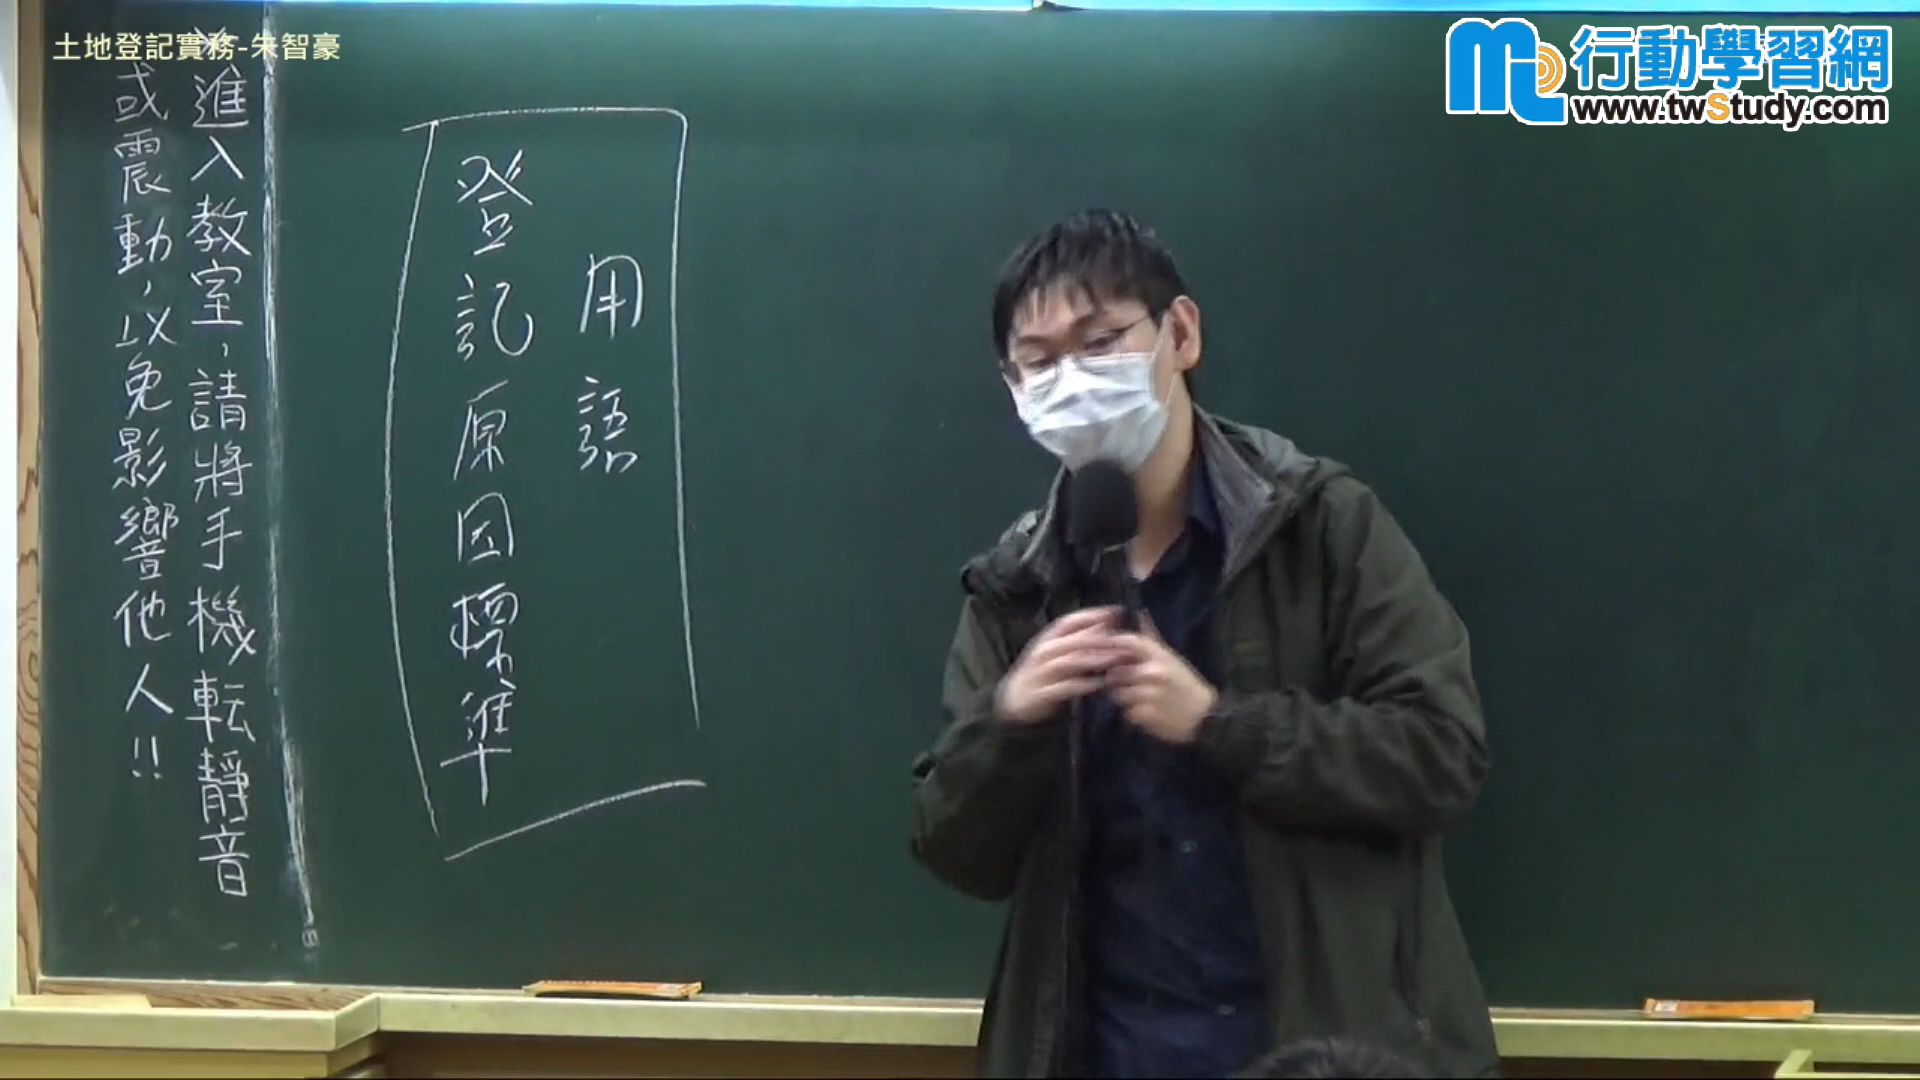 土地登記實務-朱智豪
行動學習網
www.twStudy.com
進入教室，請將手機転靜音
或震動，以免影響他人!!
登記原因標準
用語